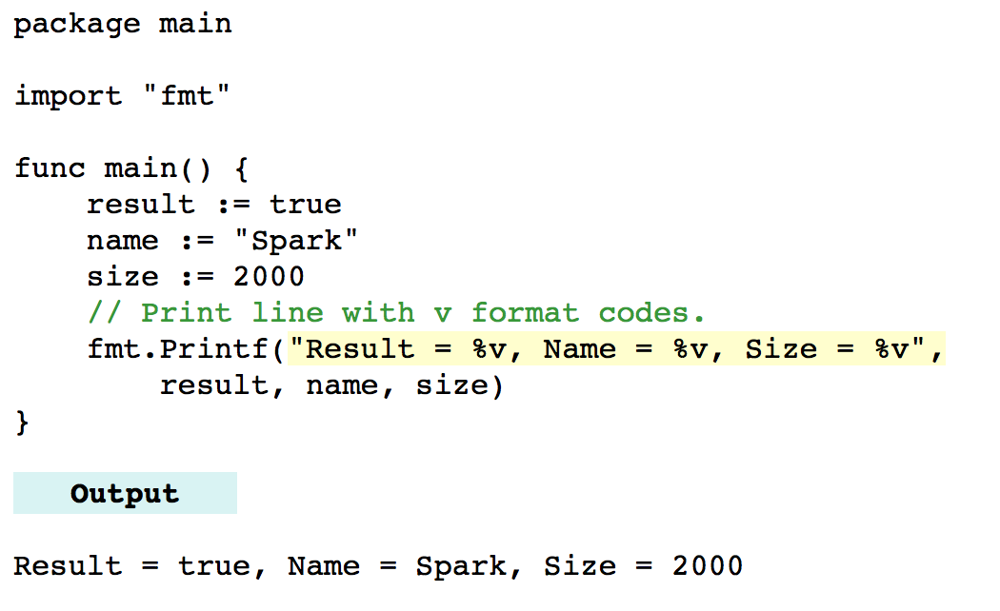 package main
import "fmt"
func main() {
    result := true
    name := "Spark"
    size := 2000
    // Print line with v format codes.
    fmt.Printf("Result = %v, Name = %v, Size = %v",
        result, name, size)
}
Output
Result = true, Name = Spark, Size = 2000